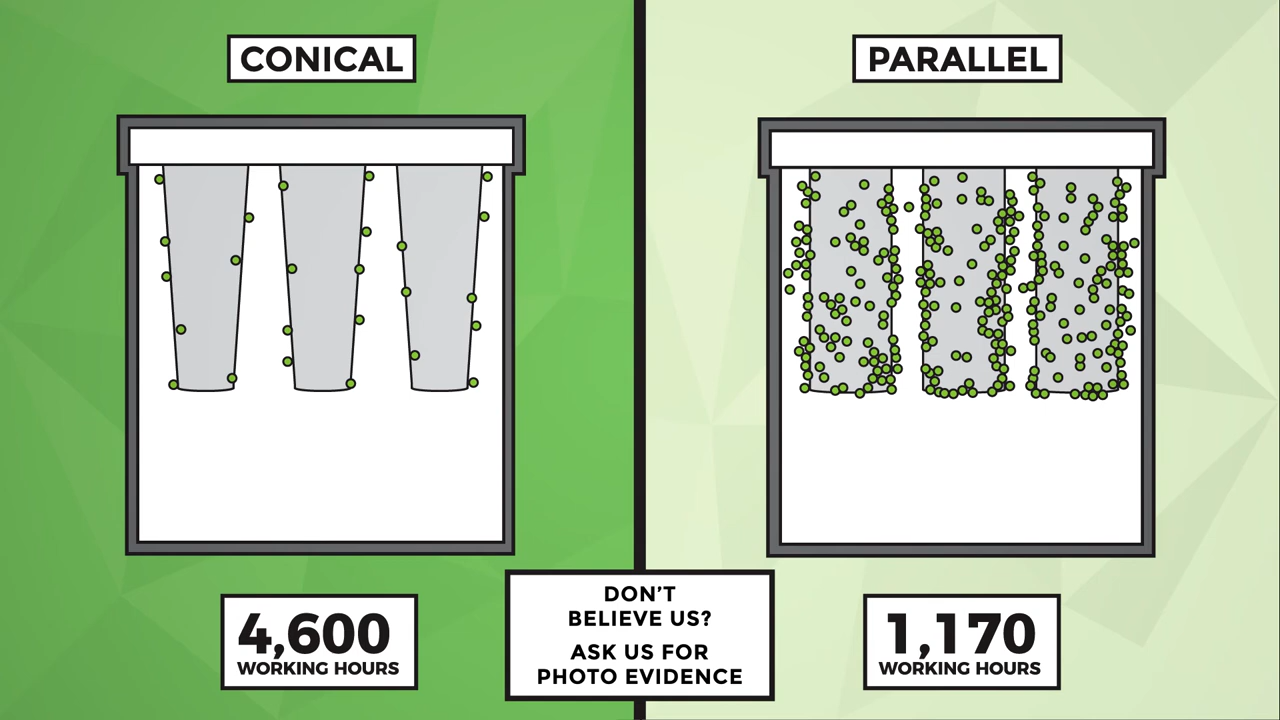 CONICAL
PARALLEL
4,600
WORKING HOURS
DON'T
BELIEVE US?
ASK US FOR
PHOTO EVIDENCE
1,170
WORKING HOURS